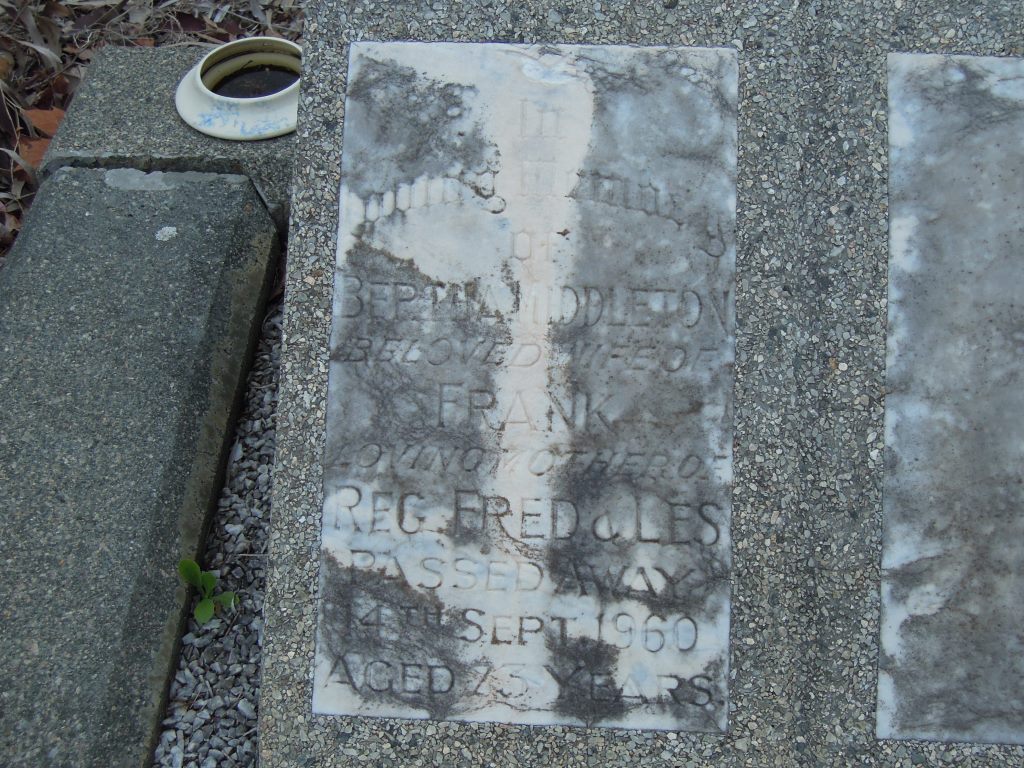 In
Loving Memory
of
BERTHA MIDDLETON
BELOVED WIFE OF
FRANK
LOVING MOTHER OF
REG. FRED & LES
PASSED AWAY
14TH SEPT. 1960
AGED 73 YEARS.